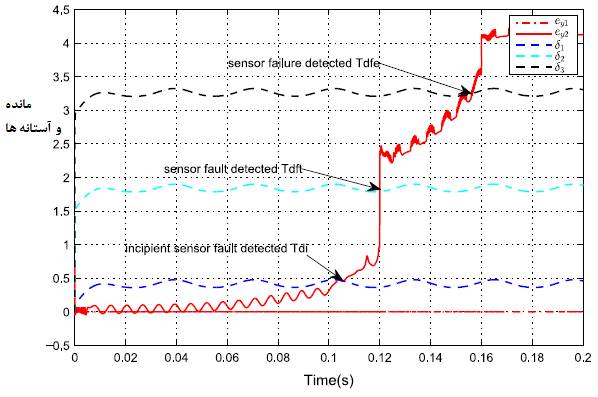 4,5
4
3,5
3
2,5
2
1,5
1
0,5
0
-0,5
0
0.02
0.04
0.06
0.08
0.1
0.12
0.14
0.16
0.18
0.2
Time(s)
مانده
و آستانه ها
sensor failure detected Tdfe
sensor fault detected Tdft
incipient sensor fault detected Tdi
e_y1
e_y2
δ_1
δ_2
δ_3